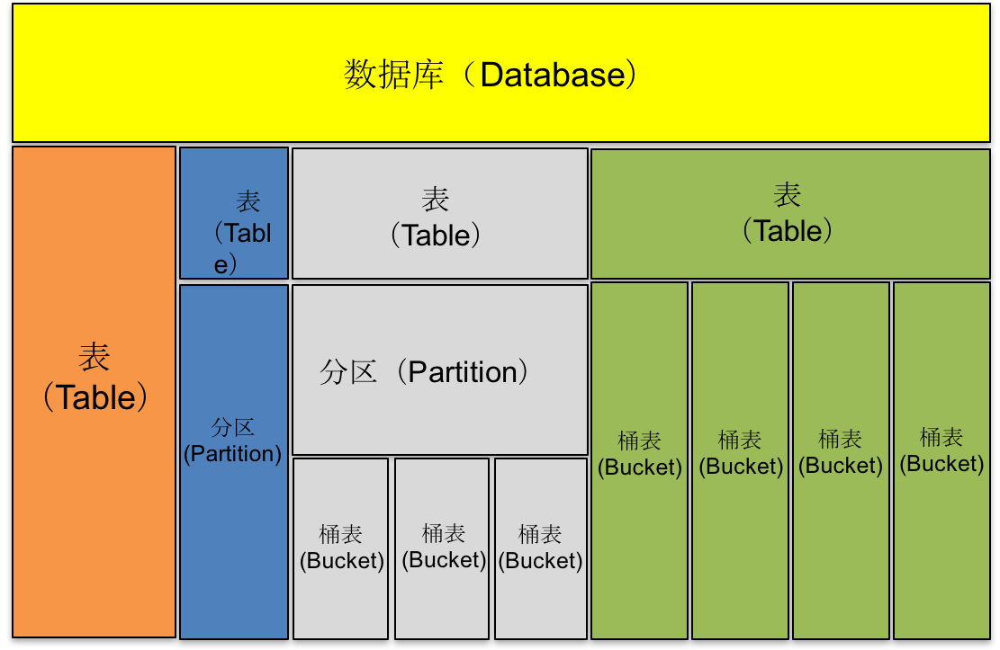 数据库（Database）
表
（Table）
表
（Tabl
e）
分区
(Partition)
表
（Table）
分区（Partition）
桶表
(Bucket)
桶表
(Bucket)
桶表
(Bucket)
表
（Table）
桶表
(Bucket)
桶表
(Bucket)
桶表
(Bucket)
桶表
(Bucket)